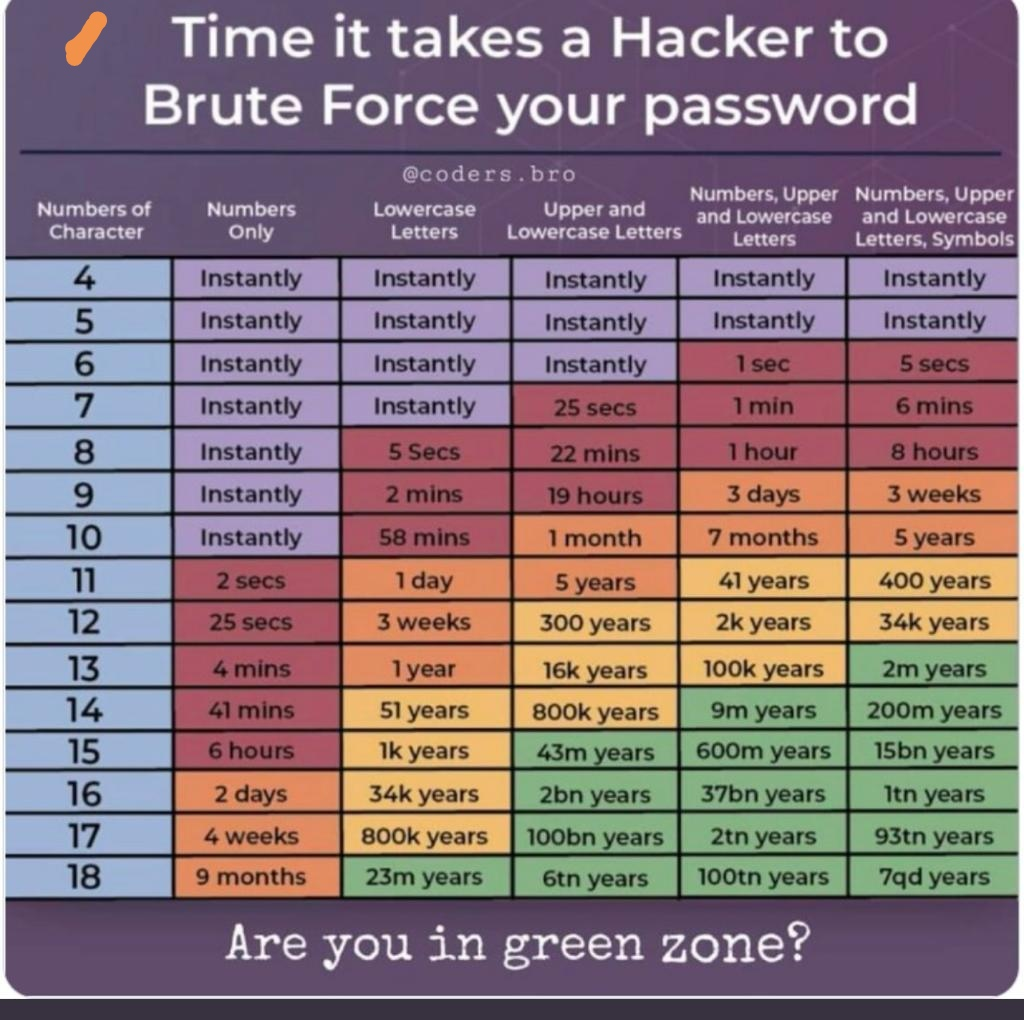 Time it takes a Hacker to
Brute Force your password
@coders.bro
Numbers of Character | Numbers Only | Lowercase Letters | Upper and Lowercase Letters | Numbers, Upper and Lowercase Letters | Numbers, Upper and Lowercase Letters, Symbols
4 | Instantly | Instantly | Instantly | Instantly | Instantly
5 | Instantly | Instantly | Instantly | Instantly | Instantly
6 | Instantly | Instantly | Instantly | 1 sec | 5 secs
7 | Instantly | Instantly | 25 secs | 1 min | 6 mins
8 | Instantly | 5 Secs | 22 mins | 1 hour | 8 hours
9 | Instantly | 2 mins | 19 hours | 3 days | 3 weeks
10 | Instantly | 58 mins | 1 month | 7 months | 5 years
11 | 2 secs | 1 day | 5 years | 41 years | 400 years
12 | 25 secs | 3 weeks | 300 years | 2k years | 34k years
13 | 4 mins | 1 year | 16k years | 100k years | 2m years
14 | 41 mins | 51 years | 800k years | 9m years | 200m years
15 | 6 hours | 1k years | 43m years | 600m years | 15bn years
16 | 2 days | 34k years | 2bn years | 37bn years | 1tn years
17 | 4 weeks | 800k years | 100bn years | 2tn years | 93tn years
18 | 9 months | 23m years | 6tn years | 100tn years | 7qd years
Are you in green zone?